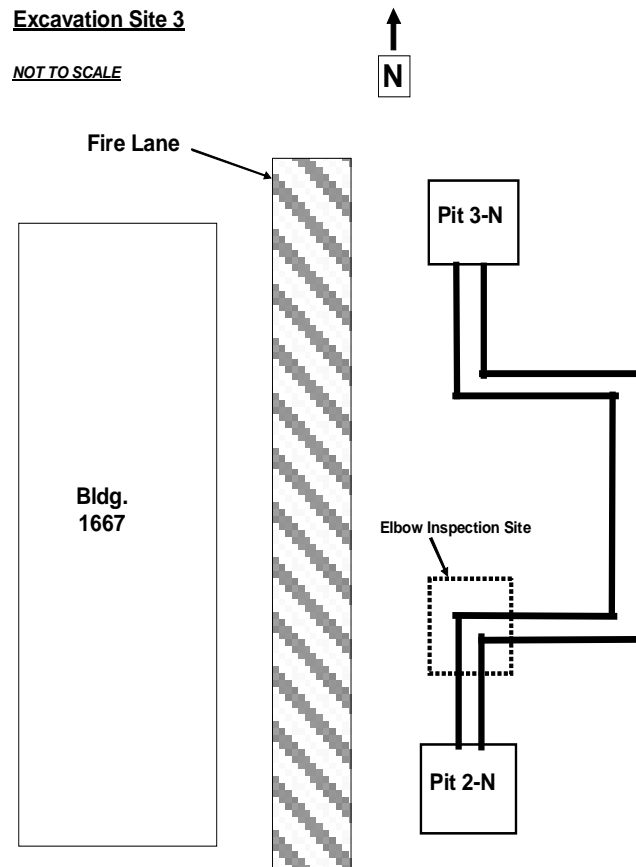 Excavation Site 3
NOT TO SCALE
N
Fire Lane
Pit 3-N
Bldg.
1667
Elbow Inspection Site
Pit 2-N